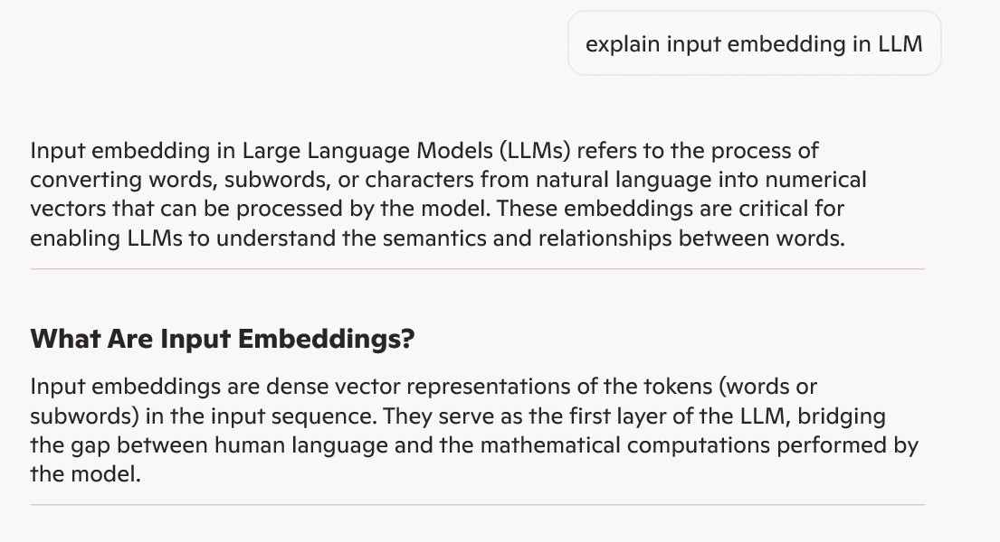 explain input embedding in LLM
Input embedding in Large Language Models (LLMs) refers to the process of
converting words, subwords, or characters from natural language into numerical
vectors that can be processed by the model. These embeddings are critical for
enabling LLMs to understand the semantics and relationships between words.
What Are Input Embeddings?
Input embeddings are dense vector representations of the tokens (words or
subwords) in the input sequence. They serve as the first layer of the LLM, bridging
the gap between human language and the mathematical computations performed by
the model.